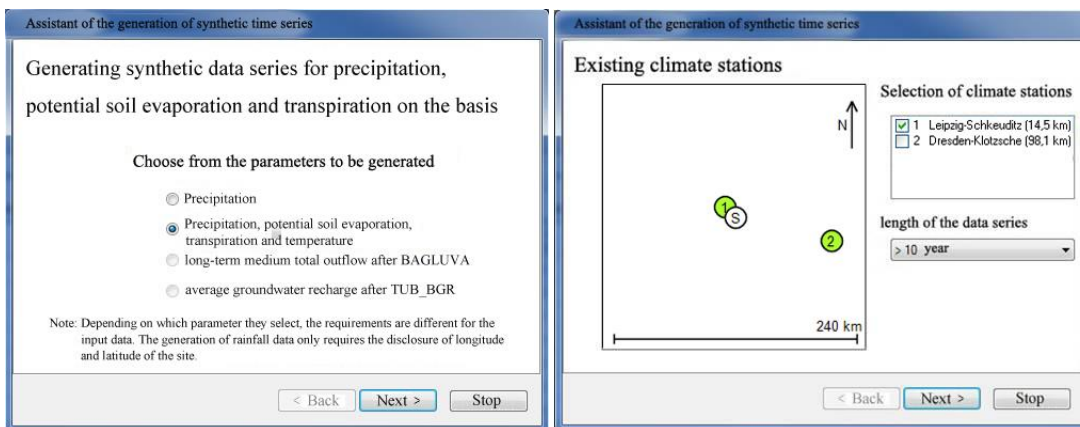 Assistant of the generation of synthetic time series
Generating synthetic data series for precipitation,
potential soil evaporation and transpiration on the basis
Choose from the parameters to be generated
Precipitation
Precipitation, potential soil evaporation,
transpiration and temperature
long-term medium total outflow after BAGLUVA
average groundwater recharge after TUB_BGR
Note: Depending on which parameter they select, the requirements are different for the
input data. The generation of rainfall data only requires the disclosure of longitude
and latitude of the site.
< Back Next > Stop
Assistant of the generation of synthetic time series
Existing climate stations
N
1
S
2
240 km
Selection of climate stations
1 Leipzig-Schkeuditz (14,5 km)
2 Dresden-Klotzsche (98,1 km)
length of the data series
> 10 year
< Back Next > Stop